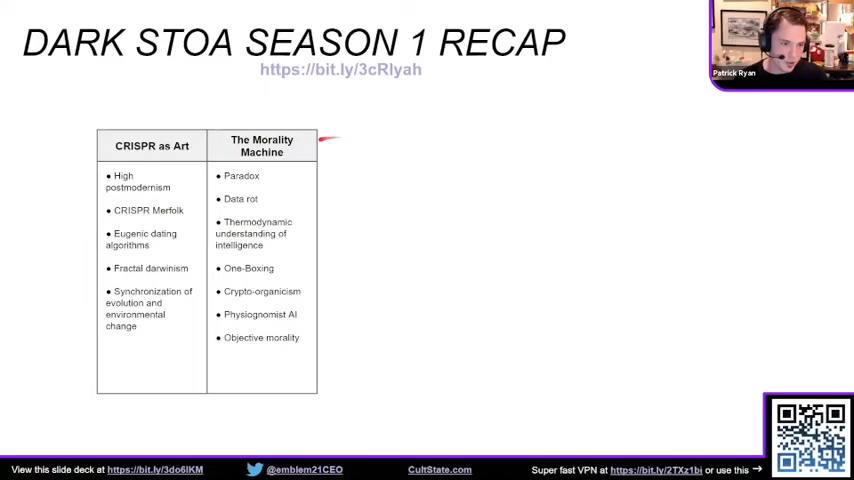 DARK STOA SEASON 1 RECAP
https://bit.ly/3cRIyah
Patrick Ryan
CRISPR as Art
● High
postmodernism
● CRISPR Merfolk
● Eugenic dating
algorithms
● Fractal darwinism
● Synchronization of
evolution and
environmental
change
The Morality
Machine
● Paradox
● Data rot
● Thermodynamic
understanding of
intelligence
● One-Boxing
● Crypto-organicism
● Physiognomist AI
● Objective morality
View this slide deck at https://bit.ly/3do6IKM
@emblem21CEO
CultState.com
Super fast VPN at https://bit.ly/2TXz1bi or use this →